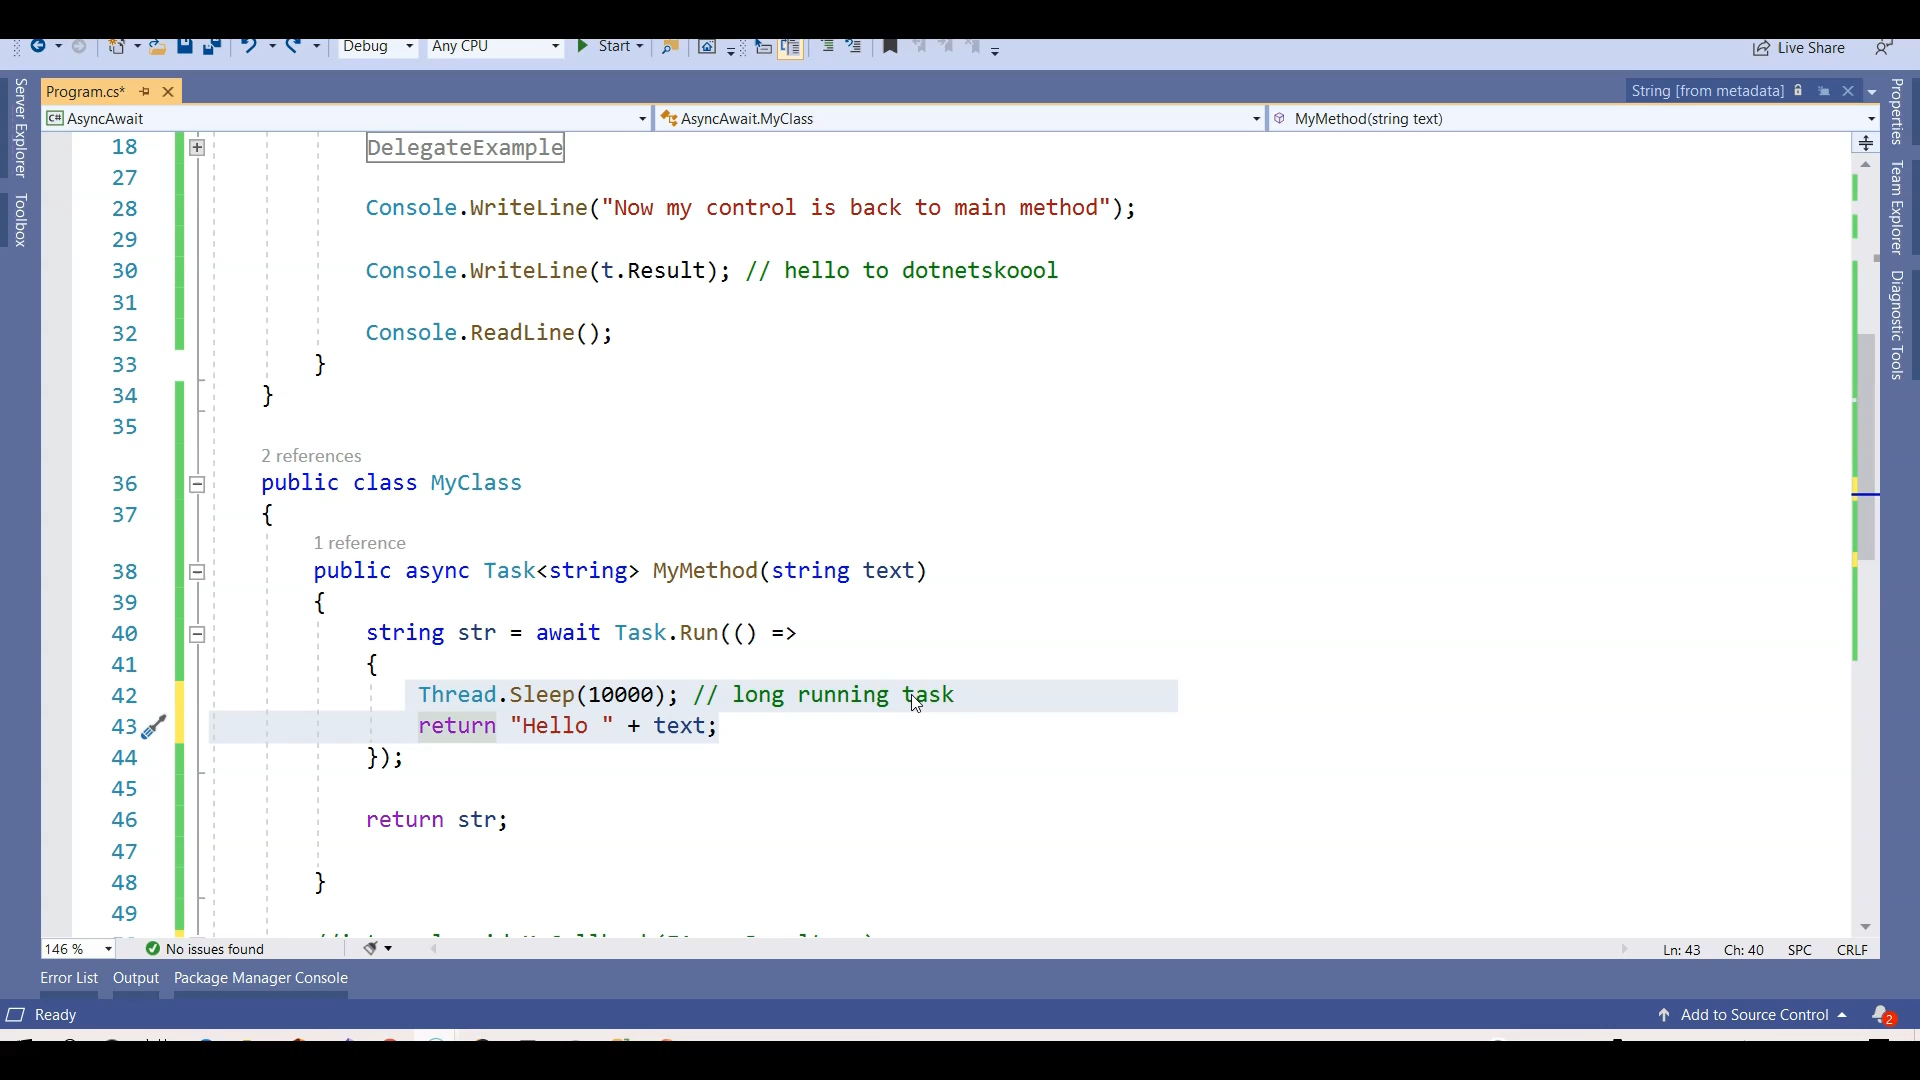 Debug
Any CPU
Start
Live Share
Server Explorer
Toolbox
Program.cs*
String [from metadata]
AsyncAwait
AsyncAwait.MyClass
MyMethod(string text)
Properties
Team Explorer
Diagnostic Tools
18 DelegateExample
27
28 Console.WriteLine("Now my control is back to main method");
29
30 Console.WriteLine(t.Result); // hello to dotnetskoool
31
32 Console.ReadLine();
33 }
34 }
35
2 references
36 public class MyClass
37 {
1 reference
38 public async Task<string> MyMethod(string text)
39 {
40 string str = await Task.Run(() =>
41 {
42 Thread.Sleep(10000); // long running task
43 return "Hello " + text;
44 });
45
46 return str;
47
48 }
49
146 %
No issues found
Ln: 43 Ch: 40 SPC CRLF
Error List Output Package Manager Console
Ready
Add to Source Control
2